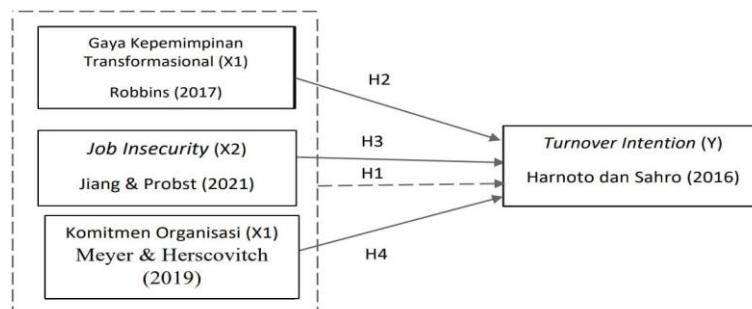 Gaya Kepemimpinan
Transformasional (X1)
Robbins (2017)
Job Insecurity (X2)
Jiang & Probst (2021)
Komitmen Organisasi (X1)
Meyer & Herscovitch
(2019)
H2
H3
H1
H4
Turnover Intention (Y)
Harnoto dan Sahro (2016)